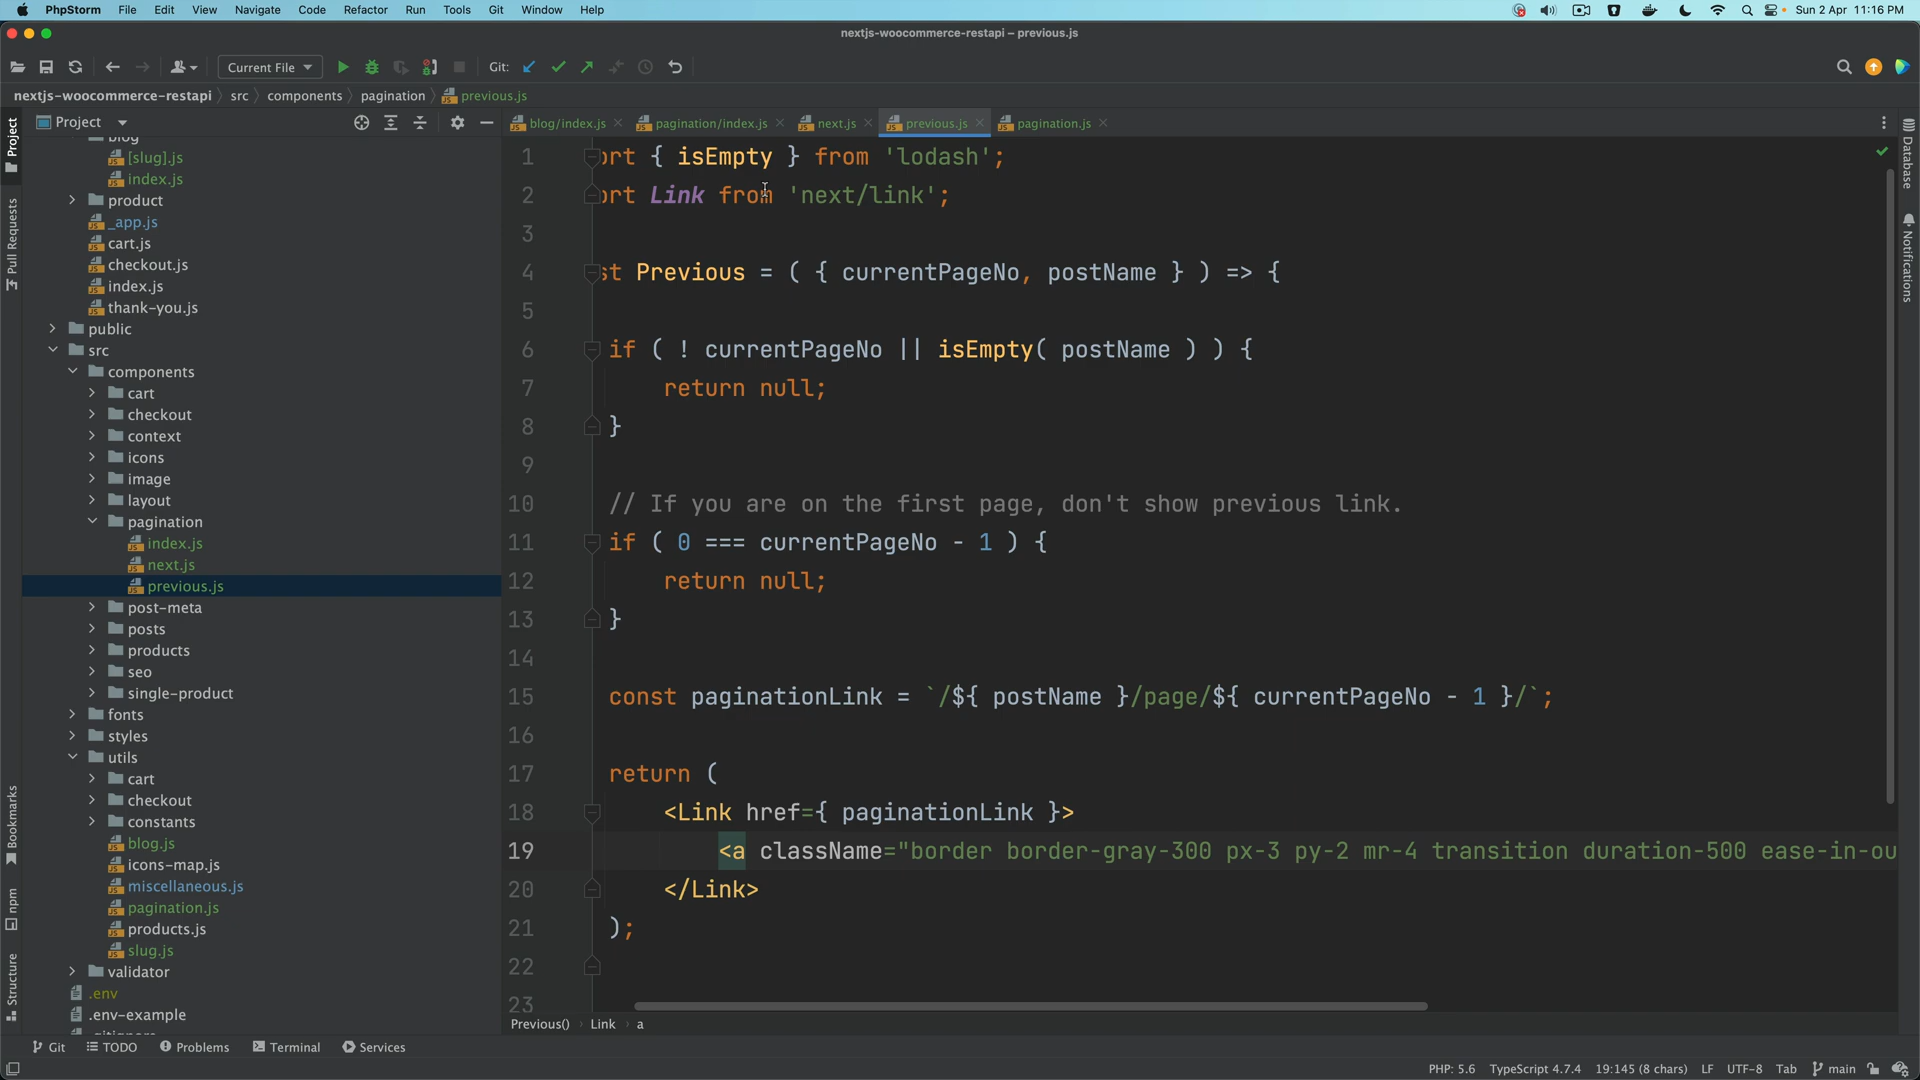 PhpStorm File Edit View Navigate Code Refactor Run Tools Git Window Help Sun 2 Apr 11:16 PM
nextjs-woocommerce-restapi – previous.js
Current File Git:
nextjs-woocommerce-restapi src components pagination previous.js
Project
blog/index.js pagination/index.js next.js previous.js pagination.js
blog
[slug].js
index.js
product
_app.js
cart.js
checkout.js
index.js
thank-you.js
public
src
components
cart
checkout
context
icons
image
layout
pagination
index.js
next.js
previous.js
post-meta
posts
products
seo
single-product
fonts
styles
utils
cart
checkout
constants
blog.js
icons-map.js
miscellaneous.js
pagination.js
products.js
slug.js
validator
.env
.env-example
.gitignore
1 ort { isEmpty } from 'lodash';
2 ort Link from 'next/link';
3
4 st Previous = ( { currentPageNo, postName } ) => {
5
6 if ( ! currentPageNo || isEmpty( postName ) ) {
7 return null;
8 }
9
10 // If you are on the first page, don't show previous link.
11 if ( 0 === currentPageNo - 1 ) {
12 return null;
13 }
14
15 const paginationLink = `/${ postName }/page/${ currentPageNo - 1 }/`;
16
17 return (
18 <Link href={ paginationLink }>
19 <a className="border border-gray-300 px-3 py-2 mr-4 transition duration-500 ease-in-ou
20 </Link>
21 );
22
23
Previous() Link a
Project
Pull Requests
Bookmarks
npm
Structure
Database
Notifications
Git TODO Problems Terminal Services
PHP: 5.6 TypeScript 4.7.4 19:145 (8 chars) LF UTF-8 Tab main